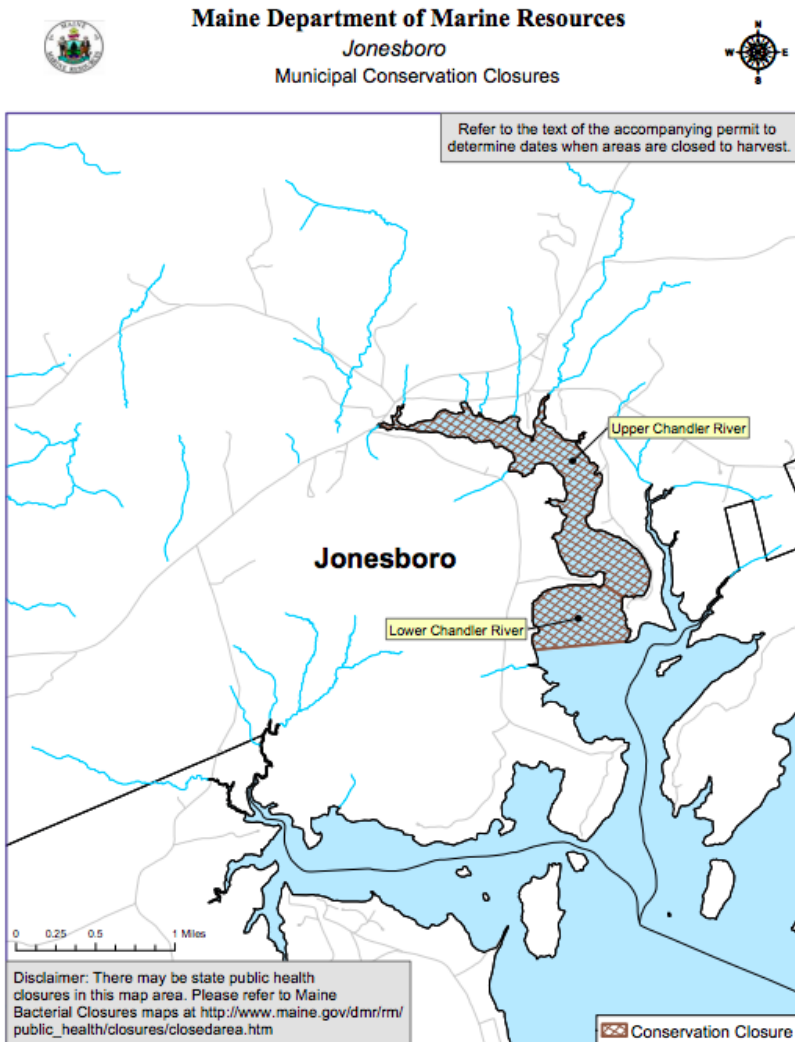 Maine Department of Marine Resources
Jonesboro
Municipal Conservation Closures
MAINE
MARINE RESOURCES
N
W
E
S
Refer to the text of the accompanying permit to
determine dates when areas are closed to harvest.
Upper Chandler River
Jonesboro
Lower Chandler River
0 0.25 0.5 1 Miles
Disclaimer: There may be state public health
closures in this map area. Please refer to Maine
Bacterial Closures maps at http://www.maine.gov/dmr/rm/
public_health/closures/closedarea.htm
Conservation Closure